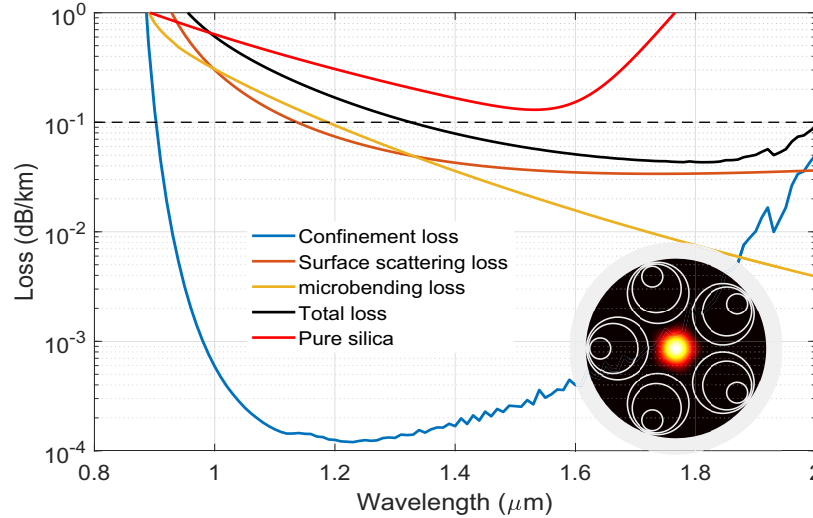 10^0
10^-1
10^-2
10^-3
10^-4
Loss (dB/km)
Confinement loss
Surface scattering loss
microbending loss
Total loss
Pure silica
0.8 1 1.2 1.4 1.6 1.8 2
Wavelength (μm)